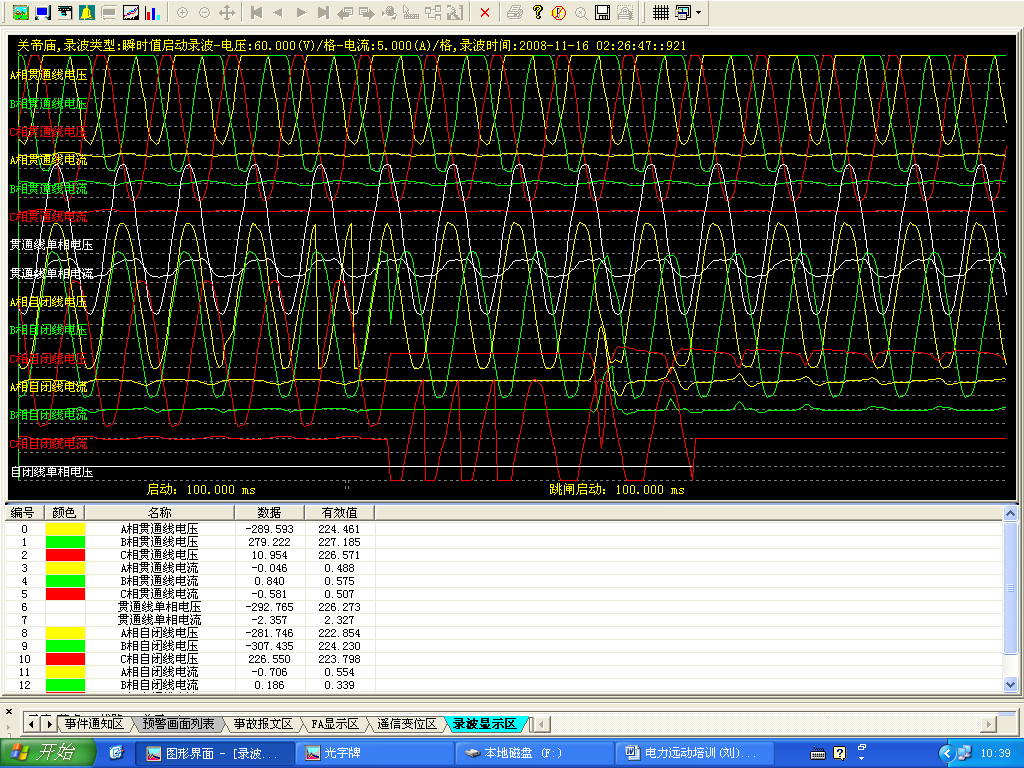 关帝庙,录波类型:瞬时值启动录波-电压:60.000(V)/格-电流:5.000(A)/格,录波时间:2008-11-16 02:26:47::921
A相贯通线电压
B相贯通线电压
C相贯通线电压
A相贯通线电流
B相贯通线电流
C相贯通线电流
贯通线单相电压
贯通线单相电流
A相自闭线电压
B相自闭线电压
C相自闭线电压
A相自闭线电流
B相自闭线电流
C相自闭线电流
自闭线单相电压
启动: 100.000 ms 跳闸启动: 100.000 ms
编号 颜色 名称 数据 有效值
0 A相贯通线电压 -289.593 224.461
1 B相贯通线电压 279.222 227.185
2 C相贯通线电压 10.954 226.571
3 A相贯通线电流 -0.046 0.488
4 B相贯通线电流 0.840 0.575
5 C相贯通线电流 -0.581 0.507
6 贯通线单相电压 -292.765 226.273
7 贯通线单相电流 -2.357 2.327
8 A相自闭线电压 -281.746 222.854
9 B相自闭线电压 -307.435 224.230
10 C相自闭线电压 226.550 223.798
11 A相自闭线电流 -0.706 0.554
12 B相自闭线电流 0.186 0.339
事件通知区 预警画面列表 事故报文区 FA显示区 遥信变位区 录波显示区
开始 图形界面 - [录波... 光字牌 本地磁盘 (F:) 电力远动培训(刘)... 10:39